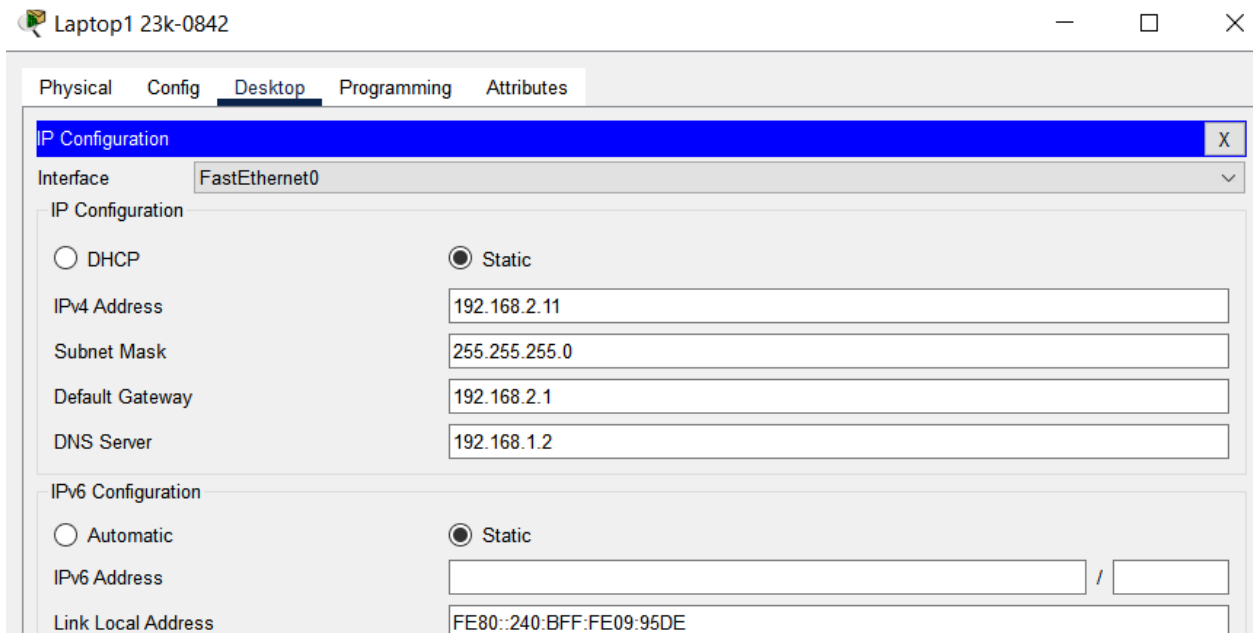 Laptop1 23k-0842
Physical Config Desktop Programming Attributes
IP Configuration X
Interface FastEthernet0
IP Configuration
DHCP Static
IPv4 Address 192.168.2.11
Subnet Mask 255.255.255.0
Default Gateway 192.168.2.1
DNS Server 192.168.1.2
IPv6 Configuration
Automatic Static
IPv6 Address /
Link Local Address FE80::240:BFF:FE09:95DE